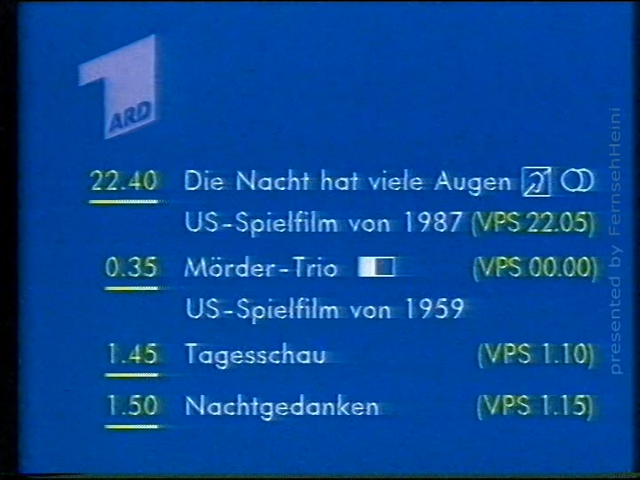 ARD
22.40 Die Nacht hat viele Augen
US-Spielfilm von 1987 (VPS 22.05)
0.35 Mörder-Trio (VPS 00.00)
US-Spielfilm von 1959
1.45 Tagesschau (VPS 1.10)
1.50 Nachtgedanken (VPS 1.15)
presented by FernsehHeini